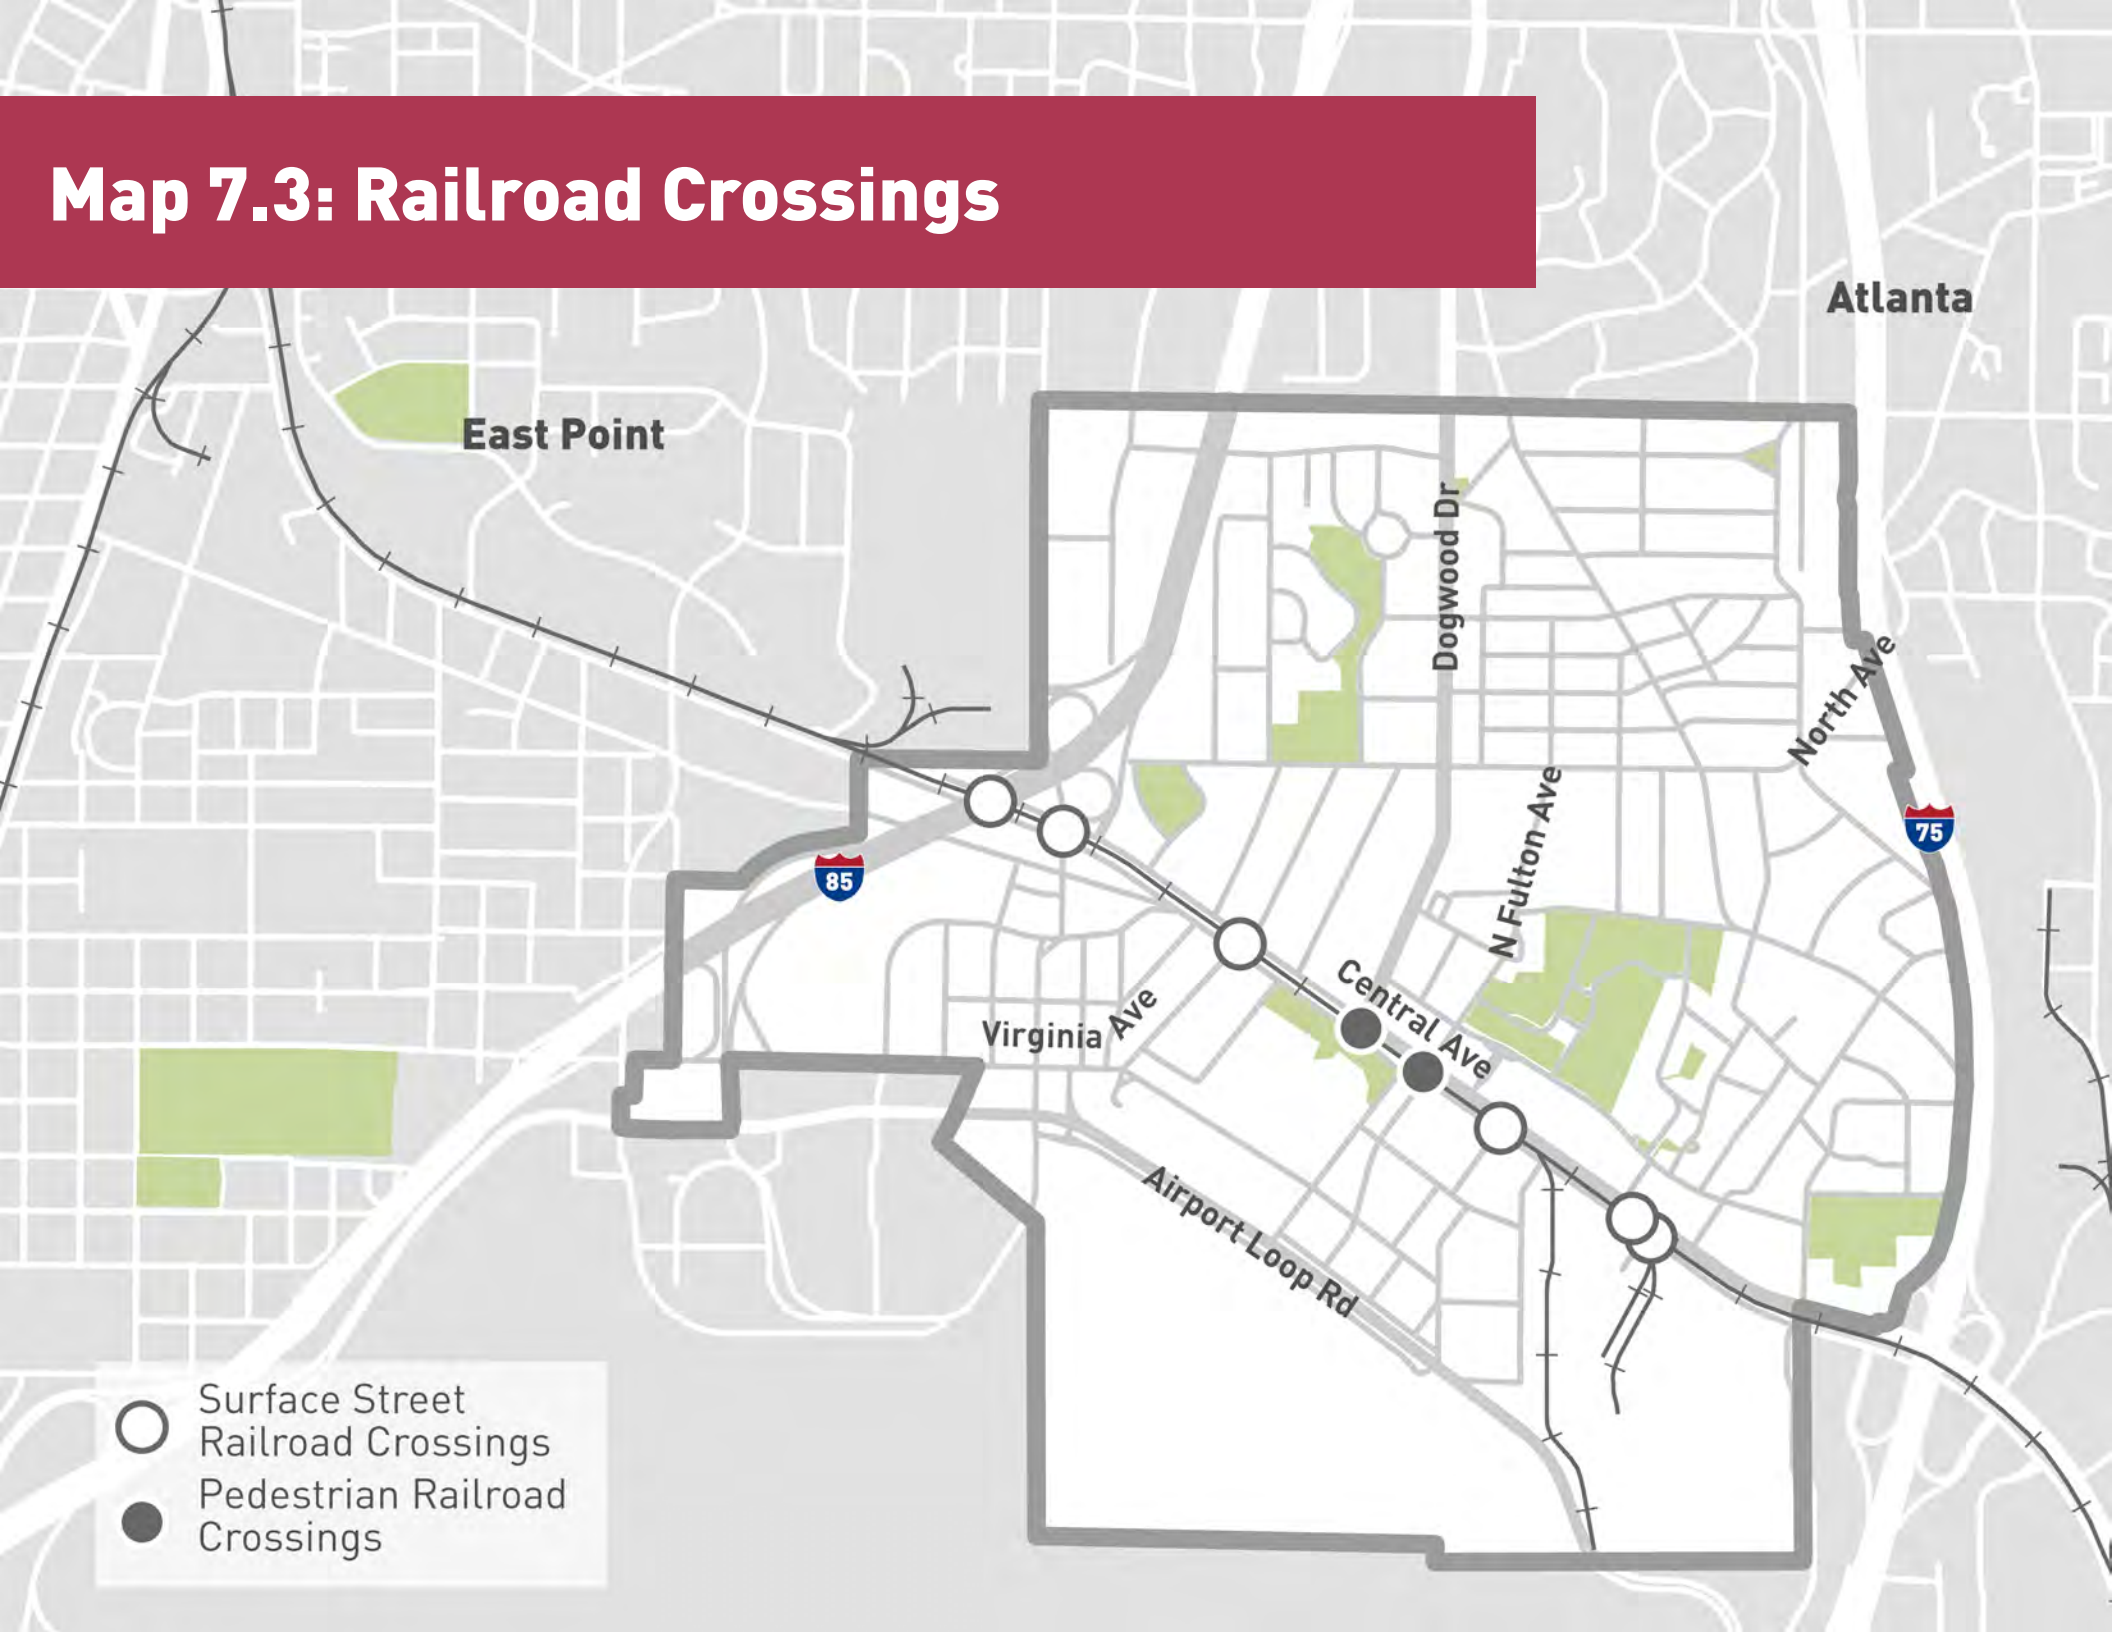 Map 7.3: Railroad Crossings
Atlanta
East Point
Dogwood Dr
North Ave
N Fulton Ave
75
85
Central Ave
Virginia Ave
Airport Loop Rd
Surface Street
Railroad Crossings
Pedestrian Railroad
Crossings